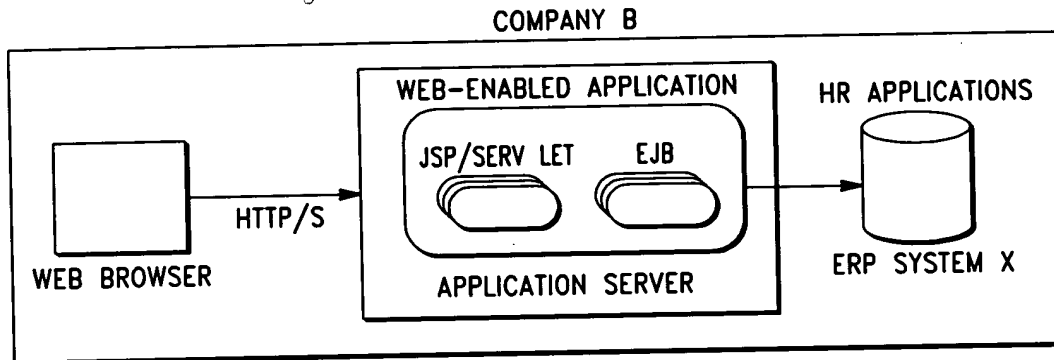 COMPANY B
WEB-ENABLED APPLICATION
HR APPLICATIONS
JSP/SERV LET
EJB
HTTP/S
WEB BROWSER
APPLICATION SERVER
ERP SYSTEM X